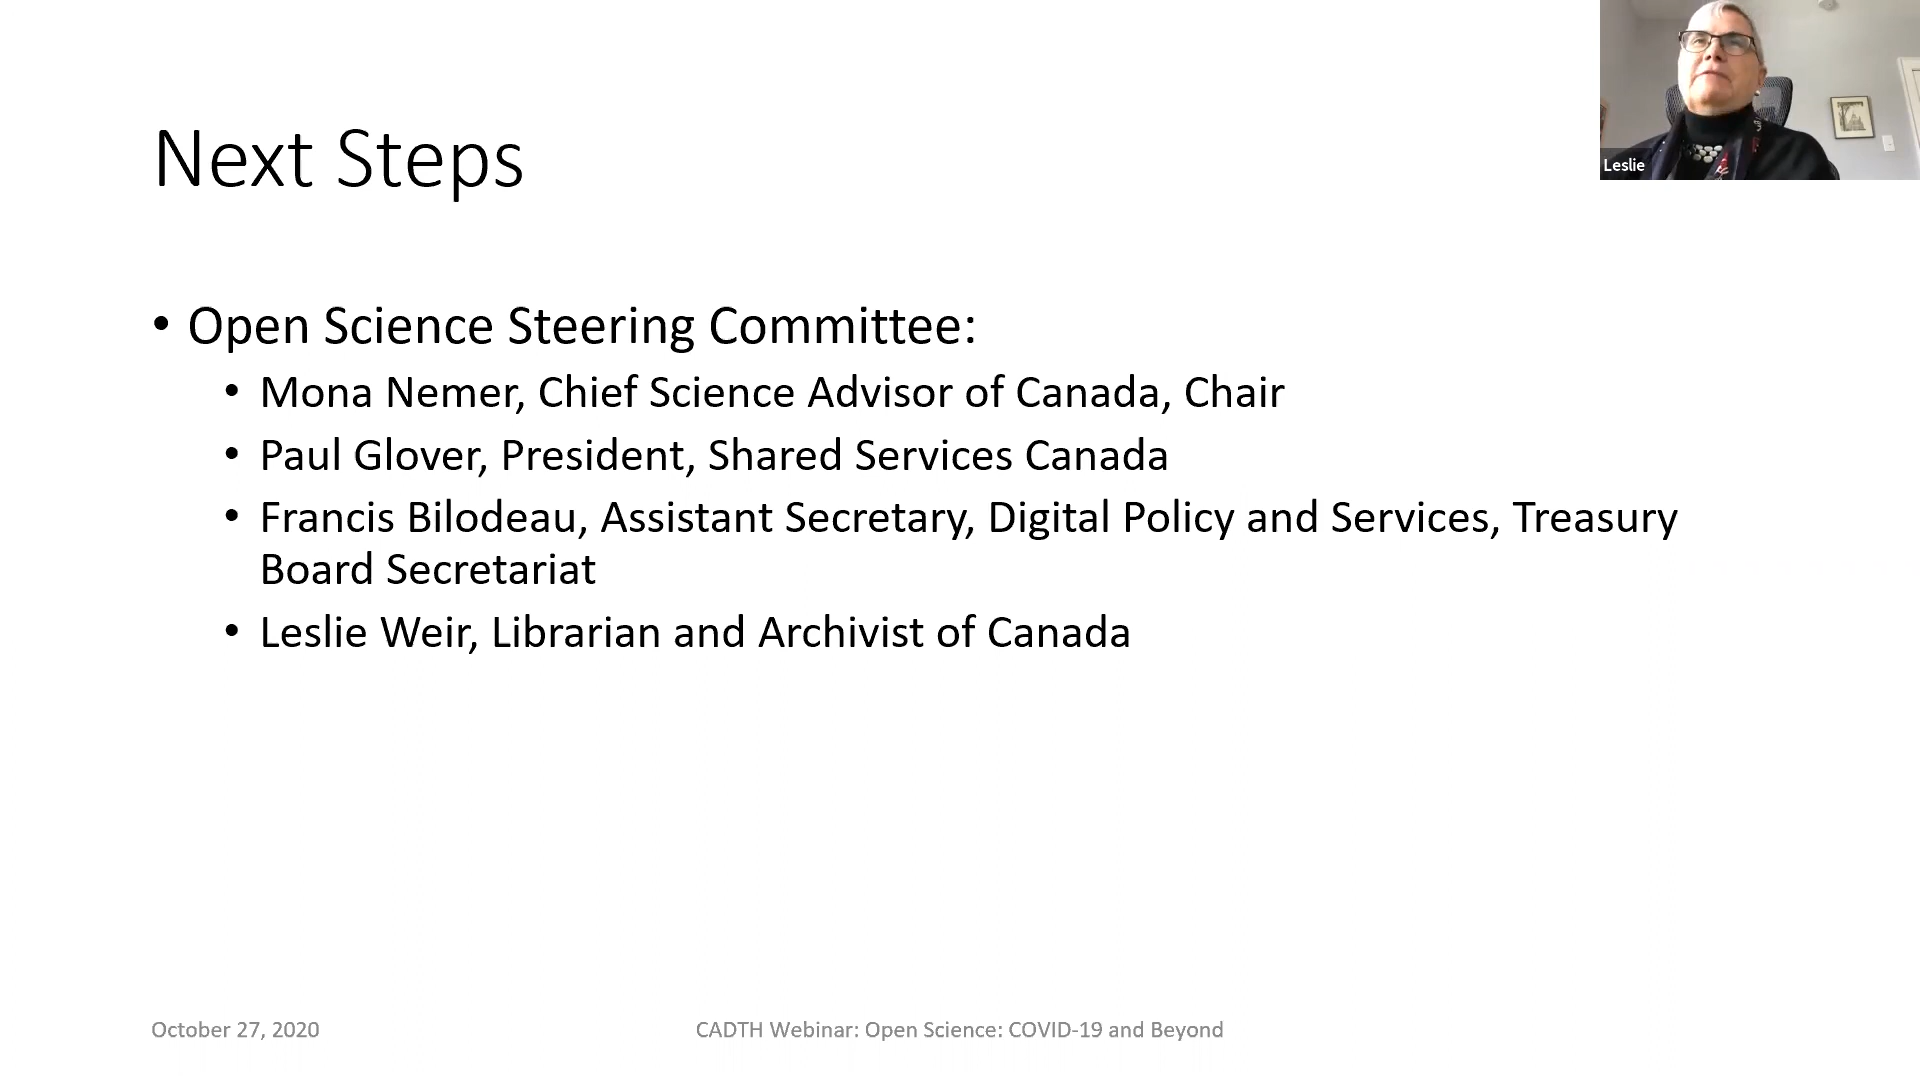 Leslie
Next Steps
• Open Science Steering Committee:
• Mona Nemer, Chief Science Advisor of Canada, Chair
• Paul Glover, President, Shared Services Canada
• Francis Bilodeau, Assistant Secretary, Digital Policy and Services, Treasury
Board Secretariat
• Leslie Weir, Librarian and Archivist of Canada
October 27, 2020
CADTH Webinar: Open Science: COVID-19 and Beyond